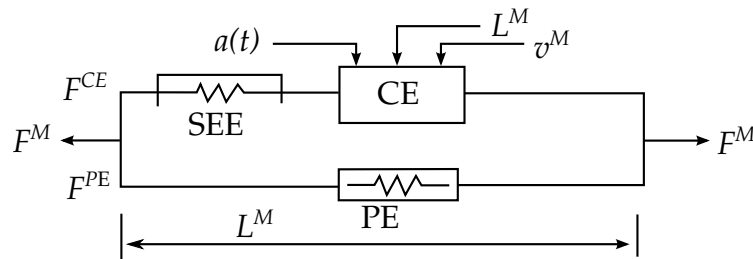 L^M
a(t)
v^M
F^{CE}
CE
SEE
F^M
F^M
F^{PE}
PE
L^M